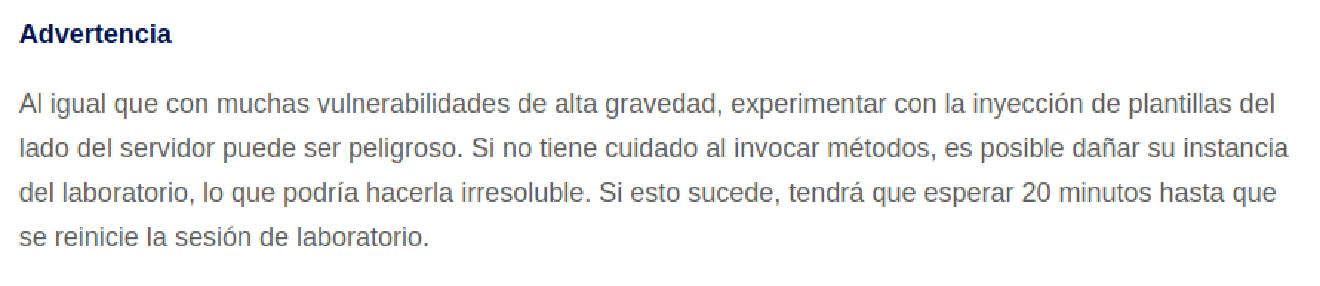 Advertencia
Al igual que con muchas vulnerabilidades de alta gravedad, experimentar con la inyección de plantillas del
lado del servidor puede ser peligroso. Si no tiene cuidado al invocar métodos, es posible dañar su instancia
del laboratorio, lo que podría hacerla irresoluble. Si esto sucede, tendrá que esperar 20 minutos hasta que
se reinicie la sesión de laboratorio.